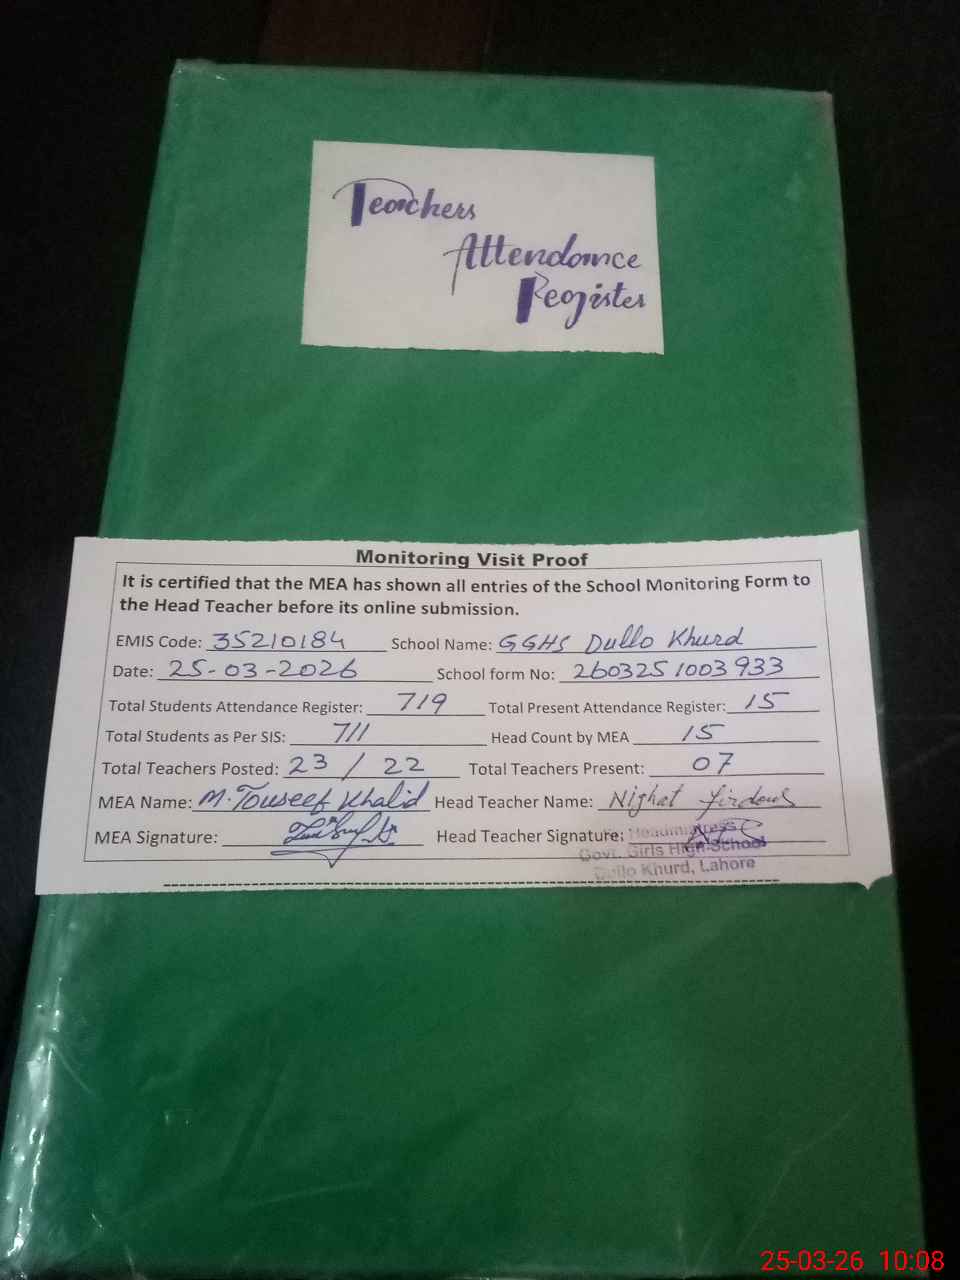 Teachers
Attendance
Register
Monitoring Visit Proof
It is certified that the MEA has shown all entries of the School Monitoring Form to
the Head Teacher before its online submission.
EMIS Code: 35210184 School Name: GGHS Dullo Khurd
Date: 25-03-2026 School form No: 2603251003933
Total Students Attendance Register: 719 Total Present Attendance Register: 15
Total Students as Per SIS: 711 Head Count by MEA 15
Total Teachers Posted: 23 / 22 Total Teachers Present: 07
MEA Name: M. Touseef Khalid Head Teacher Name: Nighat firdous
MEA Signature: Head Teacher Signature:
Headmistress
Govt. Girls High School
Dullo Khurd, Lahore
25-03-26 10:08